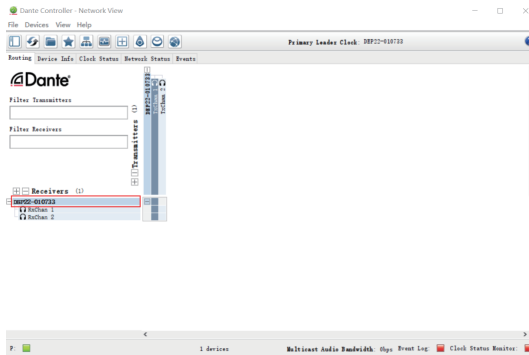 Dante Controller - Network View
File Devices View Help
Primary Leader Clock: DEP22-010733
Routing Device Info Clock Status Network Status Events
Dante
Filter Transmitters
Filter Receivers
Transmitters (1)
DEP22-010733
TxChan 2
Receivers (1)
DEP22-010733
RxChan 1
RxChan 2
P:
1 devices
Multicast Audio Bandwidth: 0bps Event Log: Clock Status Monitor: